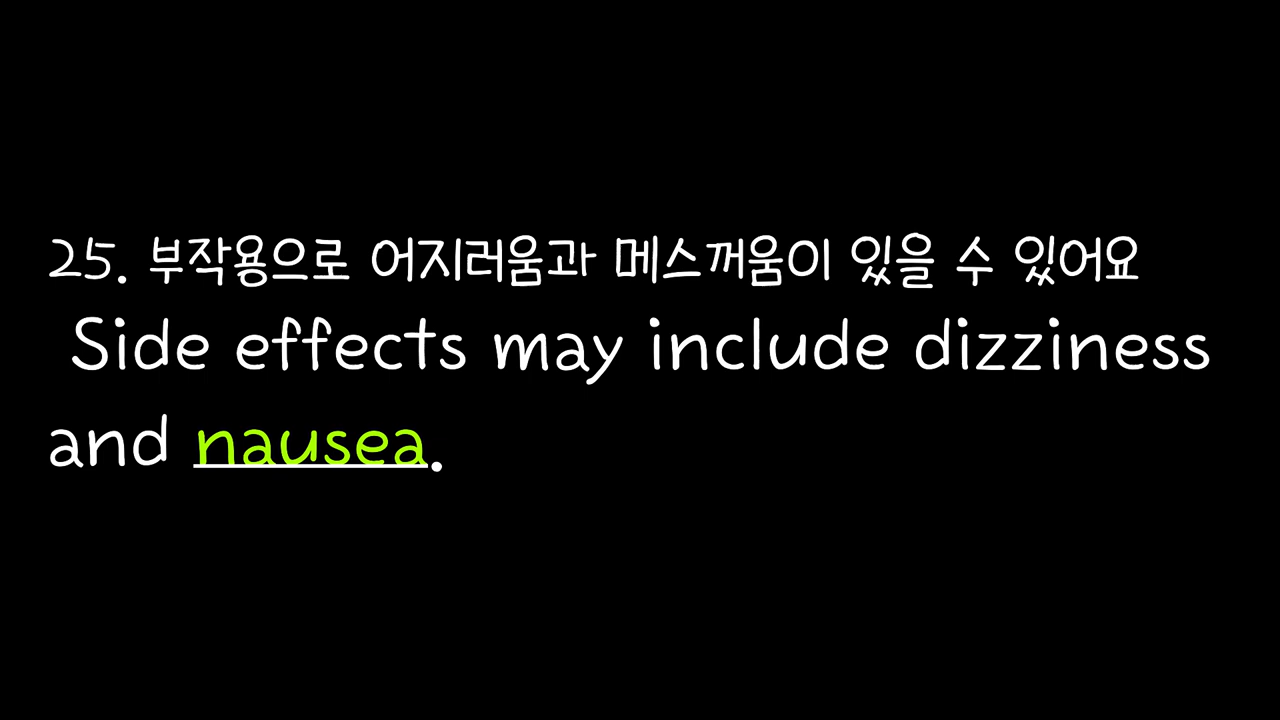 25. 부작용으로 어지러움과 메스꺼움이 있을 수 있어요
Side effects may include dizziness
and nausea.